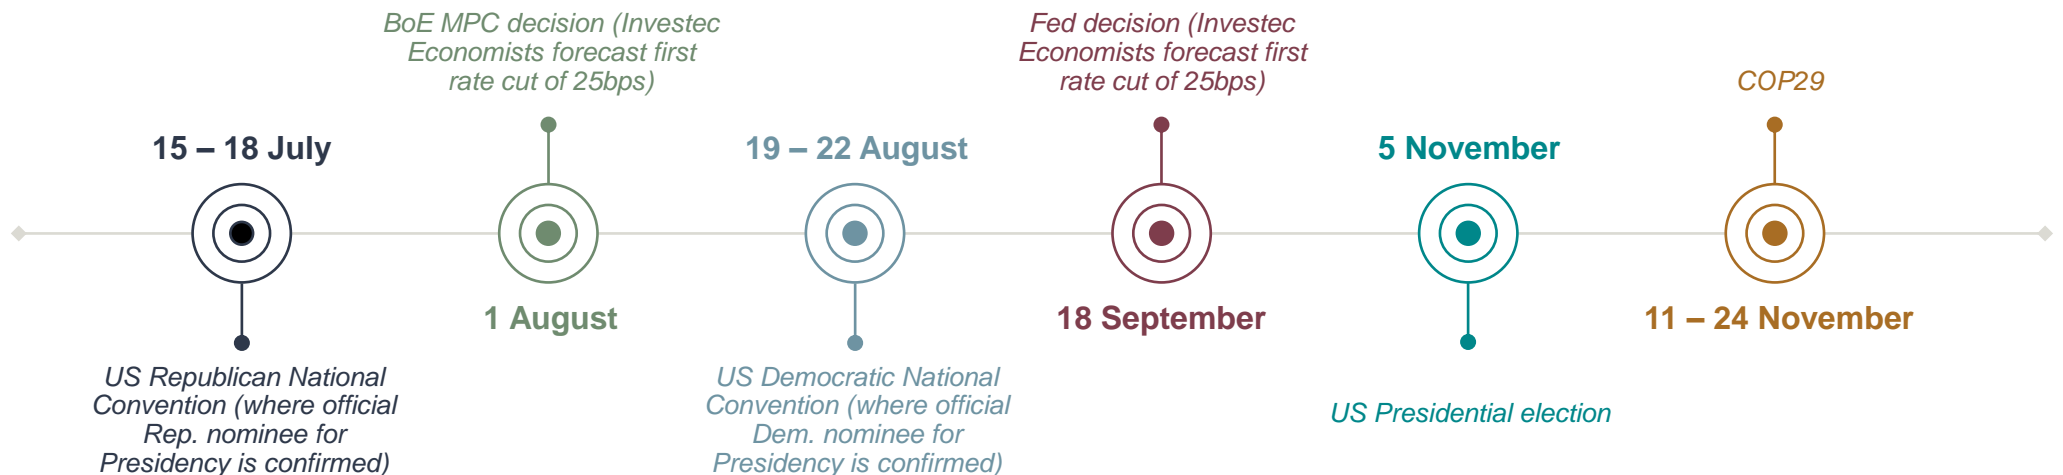 15 – 18 July
US Republican National
Convention (where official
Rep. nominee for
Presidency is confirmed)
BoE MPC decision (Investec
Economists forecast first
rate cut of 25bps)
1 August
19 – 22 August
US Democratic National
Convention (where official
Dem. nominee for
Presidency is confirmed)
Fed decision (Investec
Economists forecast first
rate cut of 25bps)
18 September
5 November
US Presidential election
COP29
11 – 24 November